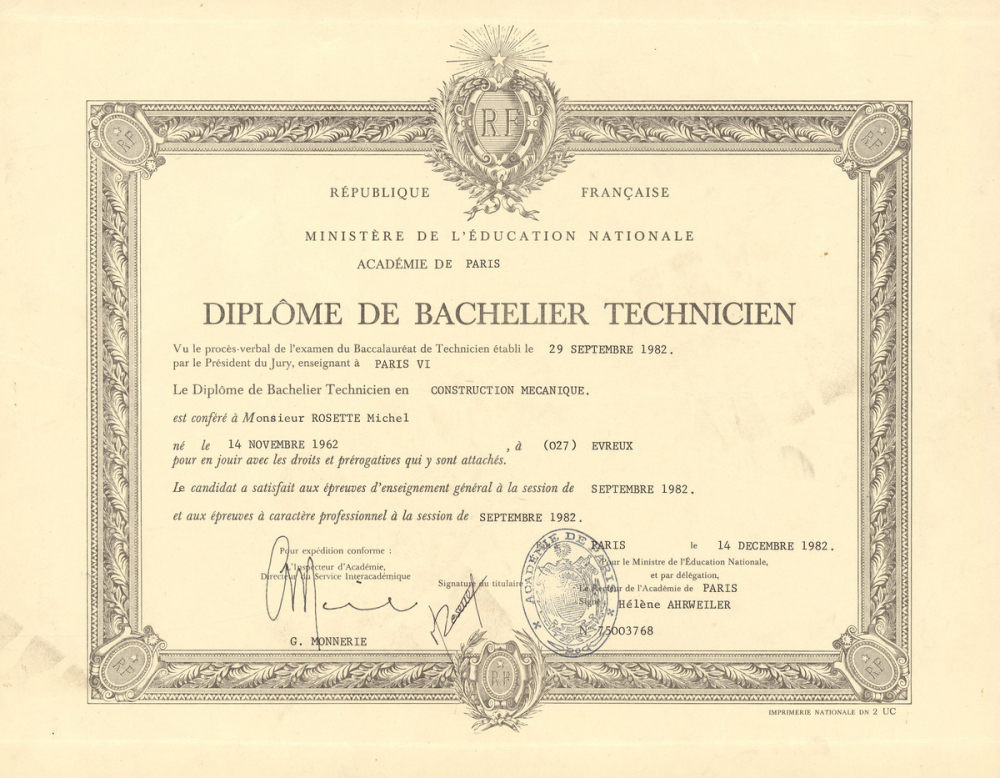 RF
RÉPUBLIQUE FRANÇAISE
MINISTÈRE DE L'ÉDUCATION NATIONALE
ACADÉMIE DE PARIS
DIPLÔME DE BACHELIER TECHNICIEN
Vu le procès-verbal de l'examen du Baccalauréat de Technicien établi le 29 SEPTEMBRE 1982.
par le Président du Jury, enseignant à PARIS VI
Le Diplôme de Bachelier Technicien en CONSTRUCTION MECANIQUE.
est conféré à Monsieur ROSETTE Michel
né le 14 NOVEMBRE 1962 , à (027) EVREUX
pour en jouir avec les droits et prérogatives qui y sont attachés.
Le candidat a satisfait aux épreuves d'enseignement général à la session de SEPTEMBRE 1982.
et aux épreuves à caractère professionnel à la session de SEPTEMBRE 1982.
PARIS le 14 DECEMBRE 1982.
Pour expédition conforme :
L'Inspecteur d'Académie,
Directeur du Service Interacadémique
G. MONNERIE
Signature du titulaire
Rosette
ACADÉMIE DE PARIS
Pour le Ministre de l'Éducation Nationale,
et par délégation,
Le Recteur de l'Académie de PARIS
Signé Hélène AHRWEILER
N° 75003768
RF
RF
RF
RF
RF
IMPRIMERIE NATIONALE DN 2 UC